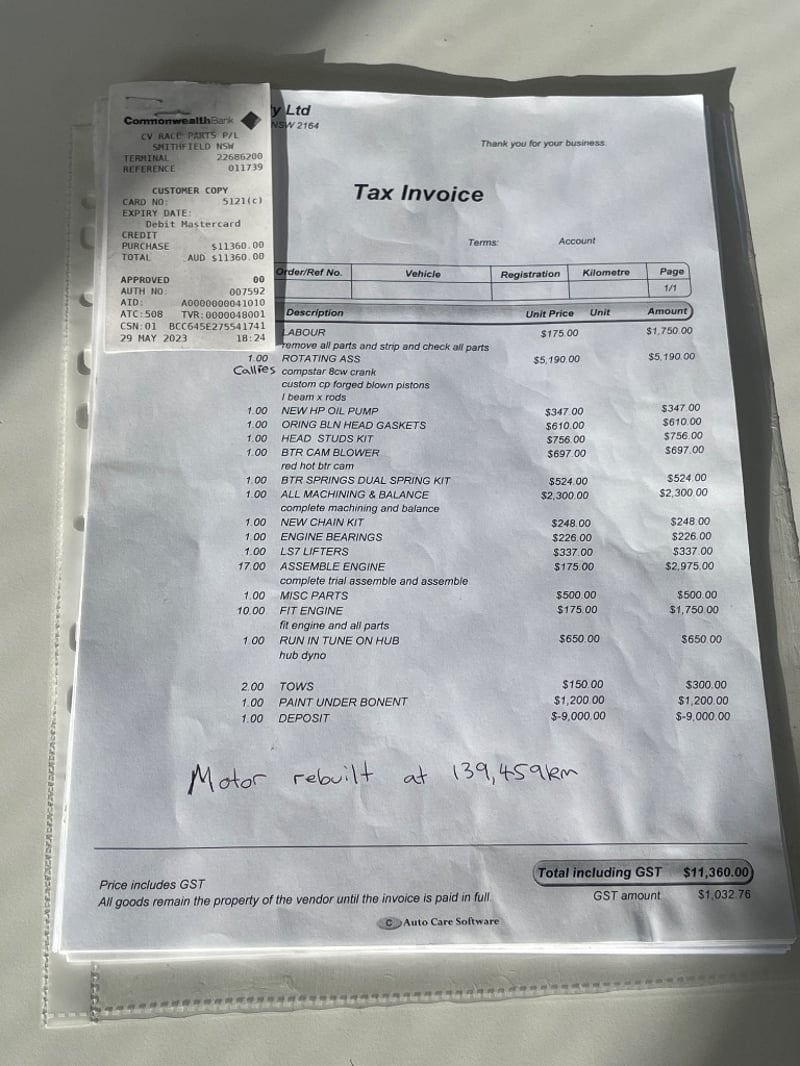 CommonwealthBank
CV RACE PARTS P/L
SMITHFIELD NSW
TERMINAL 22686200
REFERENCE 011739
CUSTOMER COPY
CARD NO: 5121(c)
EXPIRY DATE:
Debit Mastercard
CREDIT
PURCHASE $11360.00
TOTAL AUD $11360.00
APPROVED 00
AUTH NO: 007592
AID: A0000000041010
ATC:508 TVR:0000048001
CSN:01 BCC645E275541741
29 MAY 2023 18:24
y Ltd
NSW 2164
Thank you for your business.
Tax Invoice
Terms: Account
Order/Ref No. Vehicle Registration Kilometre Page
1/1
Description Unit Price Unit Amount
LABOUR $175.00 $1,750.00
remove all parts and strip and check all parts
1.00 ROTATING ASS $5,190.00 $5,190.00
Callies compstar 8cw crank
custom cp forged blown pistons
I beam x rods
1.00 NEW HP OIL PUMP $347.00 $347.00
1.00 ORING BLN HEAD GASKETS $610.00 $610.00
1.00 HEAD STUDS KIT $756.00 $756.00
1.00 BTR CAM BLOWER $697.00 $697.00
red hot btr cam
1.00 BTR SPRINGS DUAL SPRING KIT $524.00 $524.00
1.00 ALL MACHINING & BALANCE $2,300.00 $2,300.00
complete machining and balance
1.00 NEW CHAIN KIT $248.00 $248.00
1.00 ENGINE BEARINGS $226.00 $226.00
1.00 LS7 LIFTERS $337.00 $337.00
17.00 ASSEMBLE ENGINE $175.00 $2,975.00
complete trial assemble and assemble
1.00 MISC PARTS $500.00 $500.00
10.00 FIT ENGINE $175.00 $1,750.00
fit engine and all parts
1.00 RUN IN TUNE ON HUB $650.00 $650.00
hub dyno
2.00 TOWS $150.00 $300.00
1.00 PAINT UNDER BONENT $1,200.00 $1,200.00
1.00 DEPOSIT $-9,000.00 $-9,000.00
Motor rebuilt at 139,459km
Total including GST $11,360.00
Price includes GST
GST amount $1,032.76
All goods remain the property of the vendor until the invoice is paid in full.
C Auto Care Software